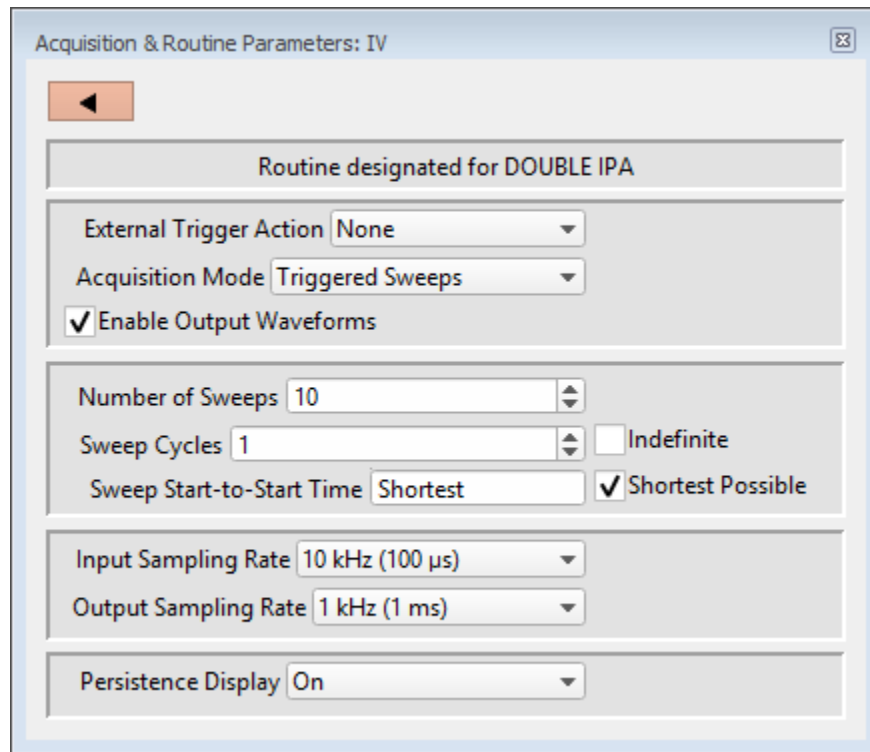 Acquisition & Routine Parameters: IV
Routine designated for DOUBLE IPA
External Trigger Action None
Acquisition Mode Triggered Sweeps
Enable Output Waveforms
Number of Sweeps 10
Sweep Cycles 1 Indefinite
Sweep Start-to-Start Time Shortest Shortest Possible
Input Sampling Rate 10 kHz (100 µs)
Output Sampling Rate 1 kHz (1 ms)
Persistence Display On